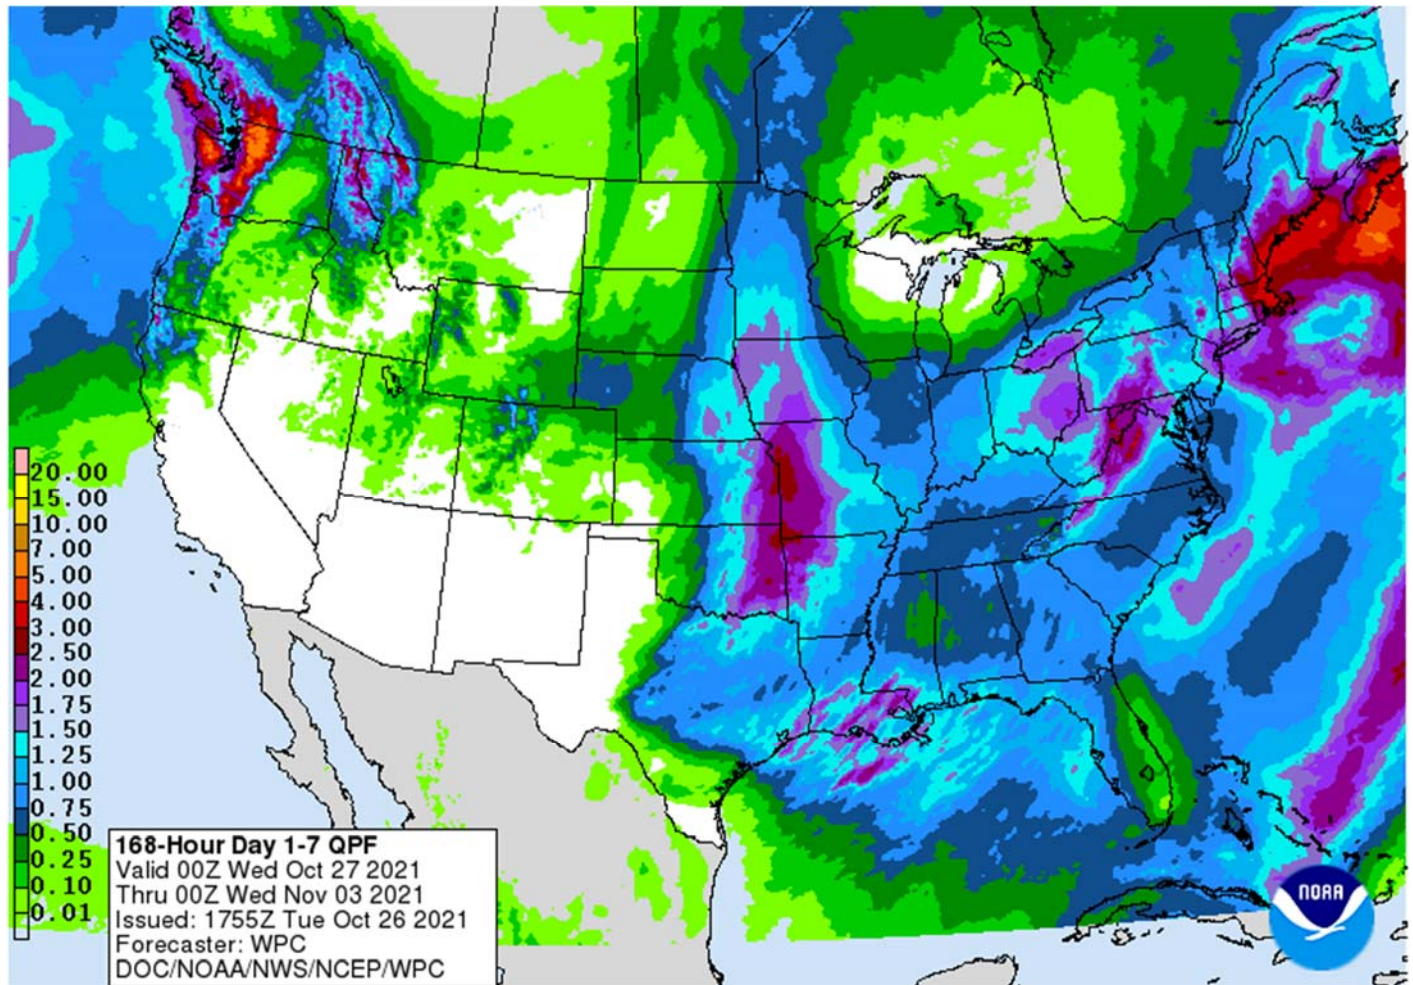 20.00
15.00
10.00
7.00
5.00
4.00
3.00
2.50
2.00
1.75
1.50
1.25
1.00
0.75
0.50
0.25
0.10
0.01
168-Hour Day 1-7 QPF
Valid 00Z Wed Oct 27 2021
Thru 00Z Wed Nov 03 2021
Issued: 1755Z Tue Oct 26 2021
Forecaster: WPC
DOC/NOAA/NWS/NCEP/WPC
NOAA